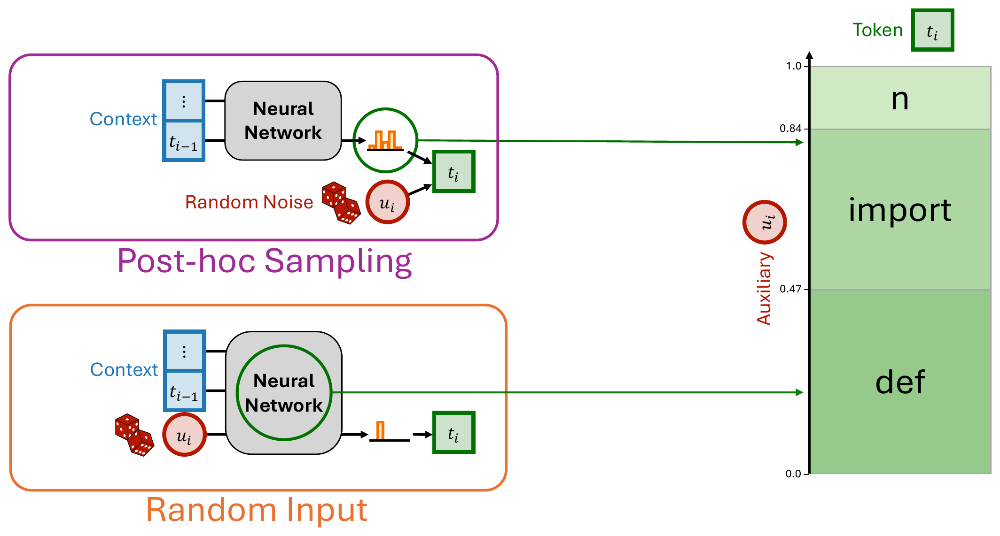 Token
t_i
Context
⋮
t_{i−1}
Neural
Network
t_i
Random Noise
u_i
Post-hoc Sampling
Context
⋮
t_{i−1}
u_i
Neural
Network
t_i
Random Input
Auxiliary
u_i
1.0
n
0.84
import
0.47
def
0.0